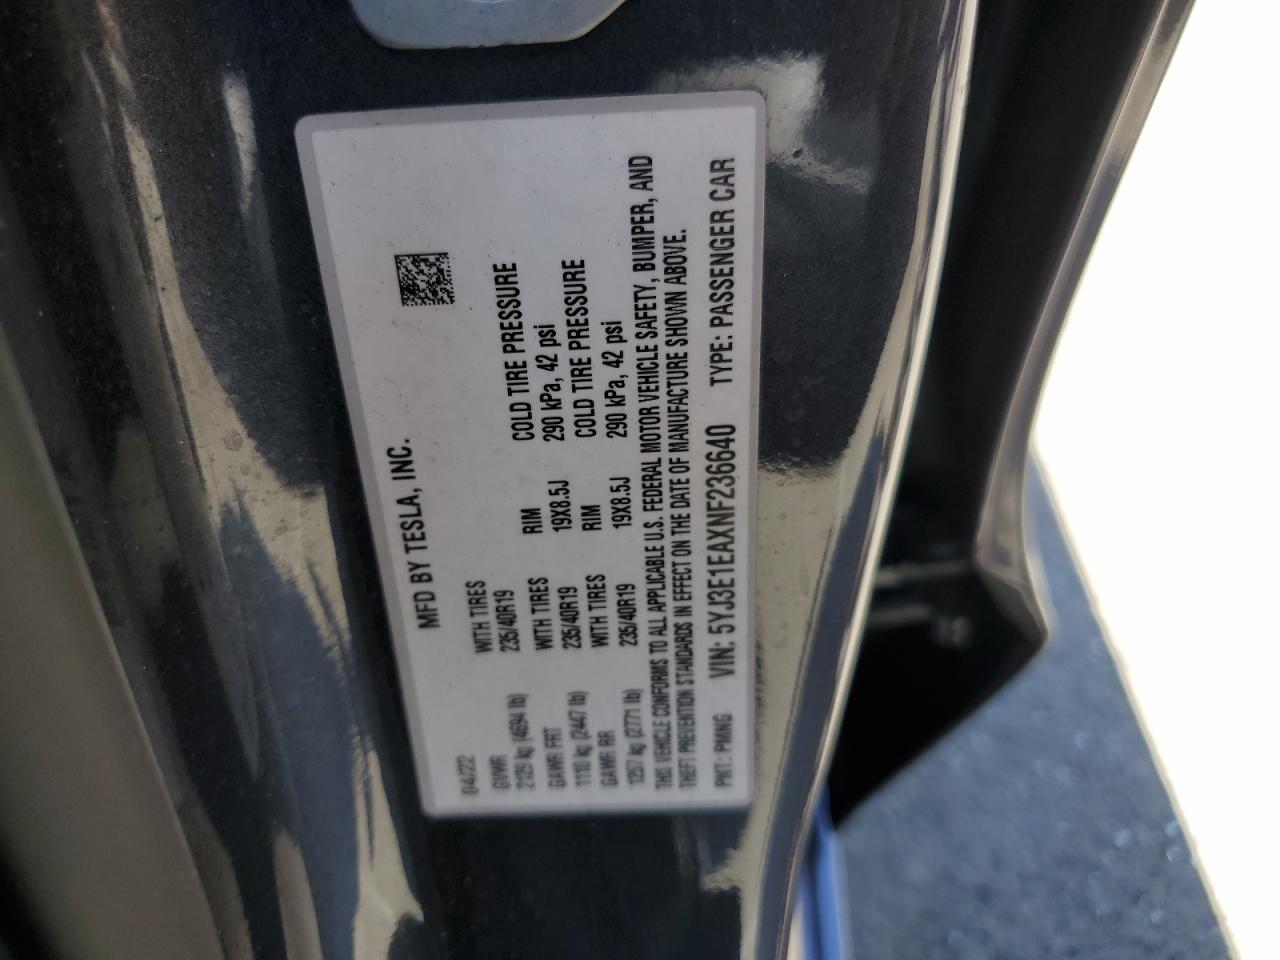 MFD BY TESLA, INC.
04/22
GVWR WITH TIRES RIM COLD TIRE PRESSURE
2129 kg (4694 lb) 235/40R19 19X8.5J 290 kPa, 42 psi
GAWR FRT WITH TIRES RIM COLD TIRE PRESSURE
1110 kg (2447 lb) 235/40R19 19X8.5J 290 kPa, 42 psi
GAWR RR WITH TIRES
1257 kg (2771 lb) 235/40R19
THIS VEHICLE CONFORMS TO ALL APPLICABLE U.S. FEDERAL MOTOR VEHICLE SAFETY, BUMPER, AND
THEFT PREVENTION STANDARDS IN EFFECT ON THE DATE OF MANUFACTURE SHOWN ABOVE.
PNT: PMNG VIN: 5YJ3E1EAXNF236640 TYPE: PASSENGER CAR